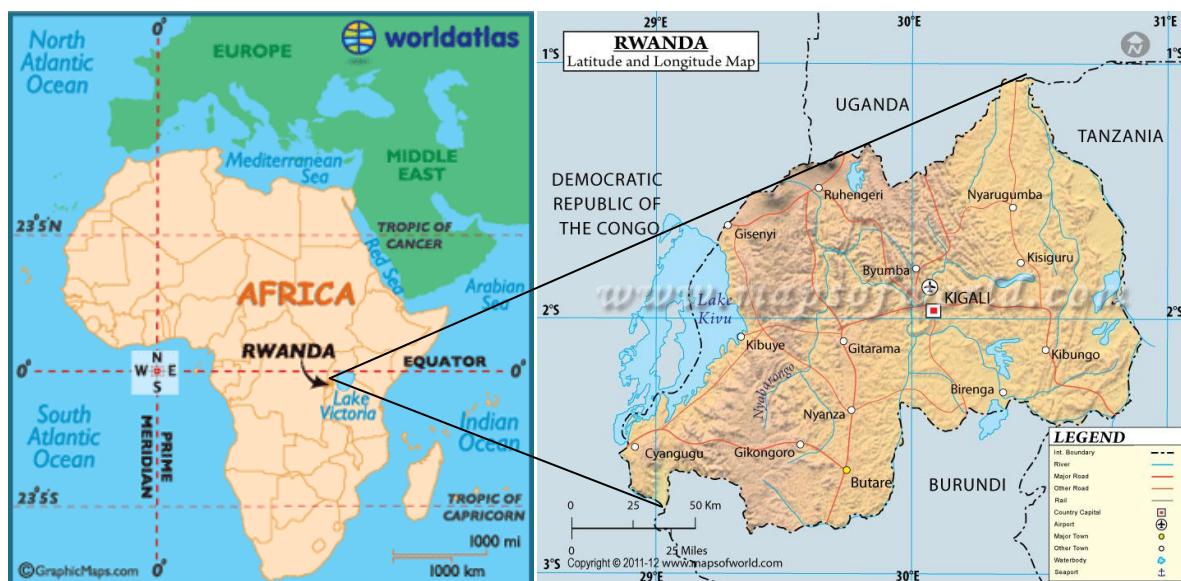 North
Atlantic
Ocean
0°
EUROPE
worldatlas
Mediterranean
Sea
MIDDLE
EAST
23°5N
TROPIC OF
CANCER
Red Sea
Arabian
Sea
AFRICA
RWANDA
EQUATOR
0°
N
W E
S
0°
Lake
Victoria
Indian
Ocean
South
Atlantic
Ocean
PRIME
MERIDIAN
23°5S
TROPIC OF
CAPRICORN
1000 mi
1000 km
©GraphicMaps.com
0°
29°E
30°E
31°E
1°S
RWANDA
Latitude and Longitude Map
N
UGANDA
TANZANIA
DEMOCRATIC
REPUBLIC OF
THE CONGO
Ruhengeri
Nyarugumba
Gisenyi
Byumba
Kisiguru
KIGALI
Lake
Kivu
2°S
2°S
Kibuye
Gitarama
Kibungo
Nyabarongo
Birenga
Nyanza
Cyangugu
Gikongoro
Butare
BURUNDI
0 25 50 Km
0 25 Miles
Copyright © 2011-12 www.mapsofworld.com
3°S
29°E
30°E
LEGEND
Int. Boundary
River
Major Road
Other Road
Rail
Country Capital
Airport
Major Town
Other Town
Waterbody
Seaport